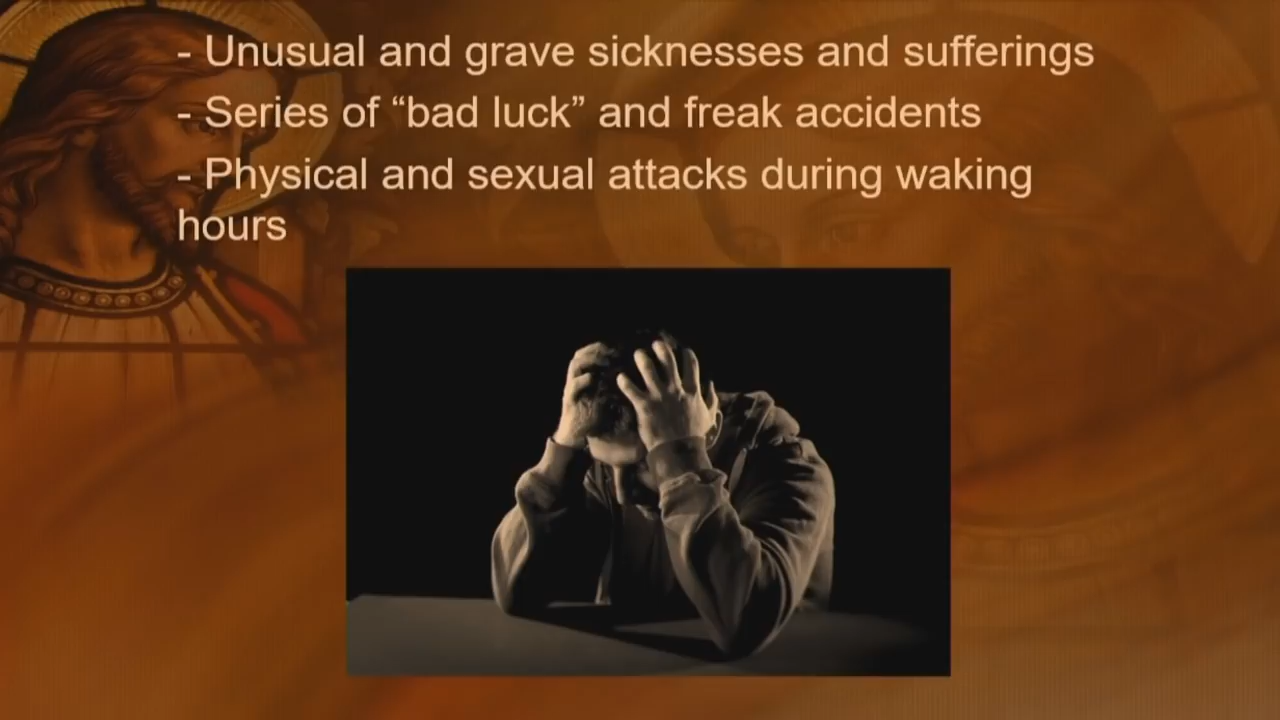 - Unusual and grave sicknesses and sufferings
- Series of “bad luck” and freak accidents
- Physical and sexual attacks during waking
hours